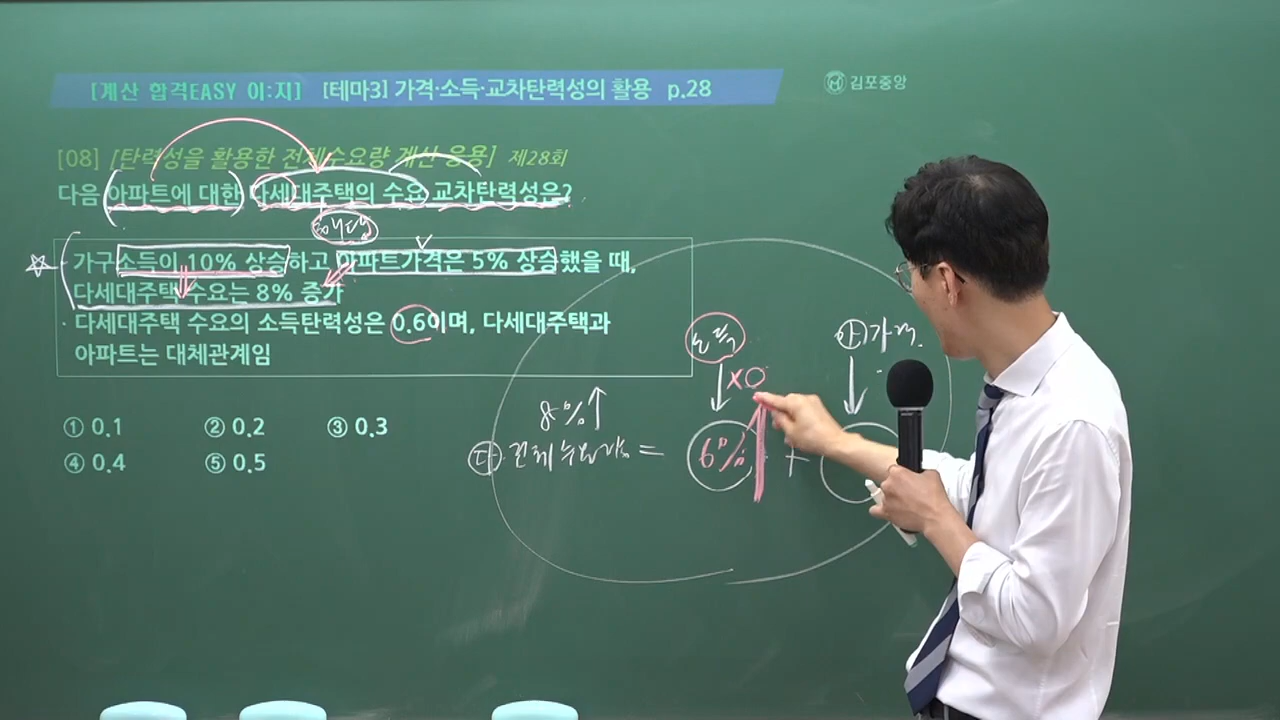 [계산 합격EASY 이:지] [테마3] 가격·소득·교차탄력성의 활용 p.28
김포중앙
[08] [탄력성을 활용한 전체수요량 계산 응용] 제28회
다음 아파트에 대한 다세대주택의 수요 교차탄력성은?
가구소득이 10% 상승하고 아파트가격은 5% 상승했을 때,
다세대주택 수요는 8% 증가
· 다세대주택 수요의 소득탄력성은 0.6이며, 다세대주택과
아파트는 대체관계임
① 0.1 ② 0.2 ③ 0.3
④ 0.4 ⑤ 0.5
소득 아 가격
8%↑
다 전체 수요량 = 6% +